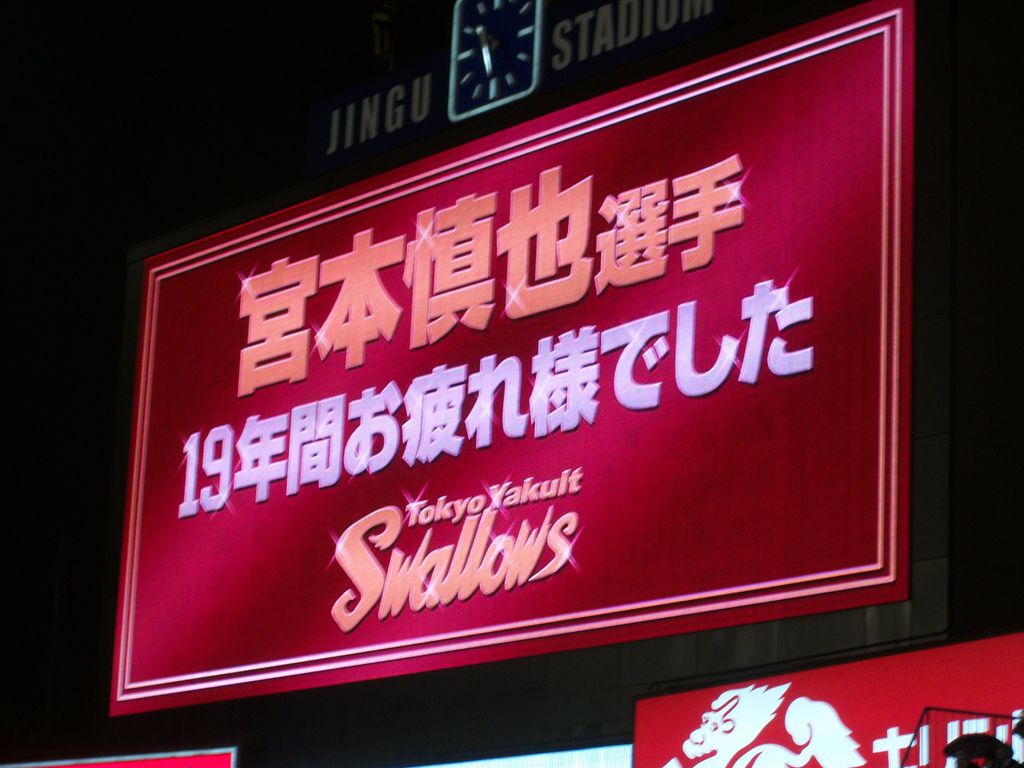 JINGU STADIUM
宮本慎也選手
19年間お疲れ様でした
Tokyo Yakult
Swallows